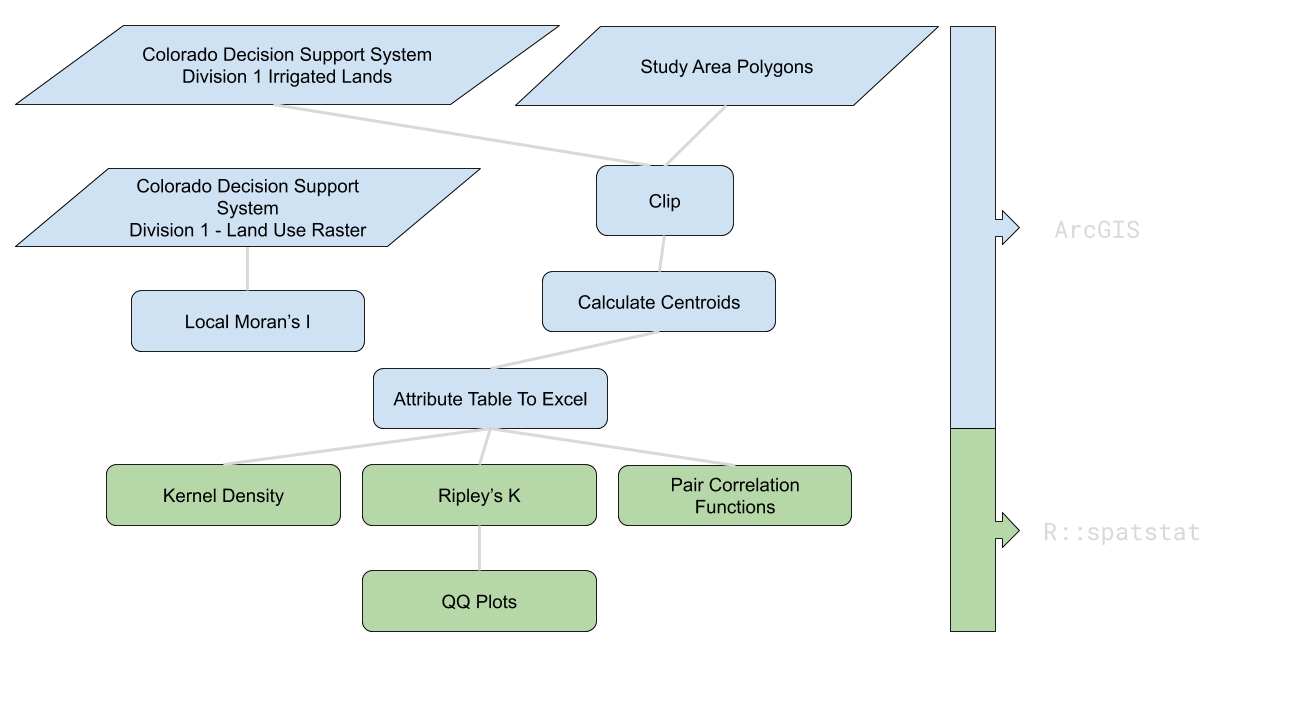 Colorado Decision Support System
Division 1 Irrigated Lands
Study Area Polygons
Colorado Decision Support
System
Division 1 - Land Use Raster
Clip
ArcGIS
Local Moran’s I
Calculate Centroids
Attribute Table To Excel
Kernel Density
Ripley’s K
Pair Correlation
Functions
R::spatstat
QQ Plots